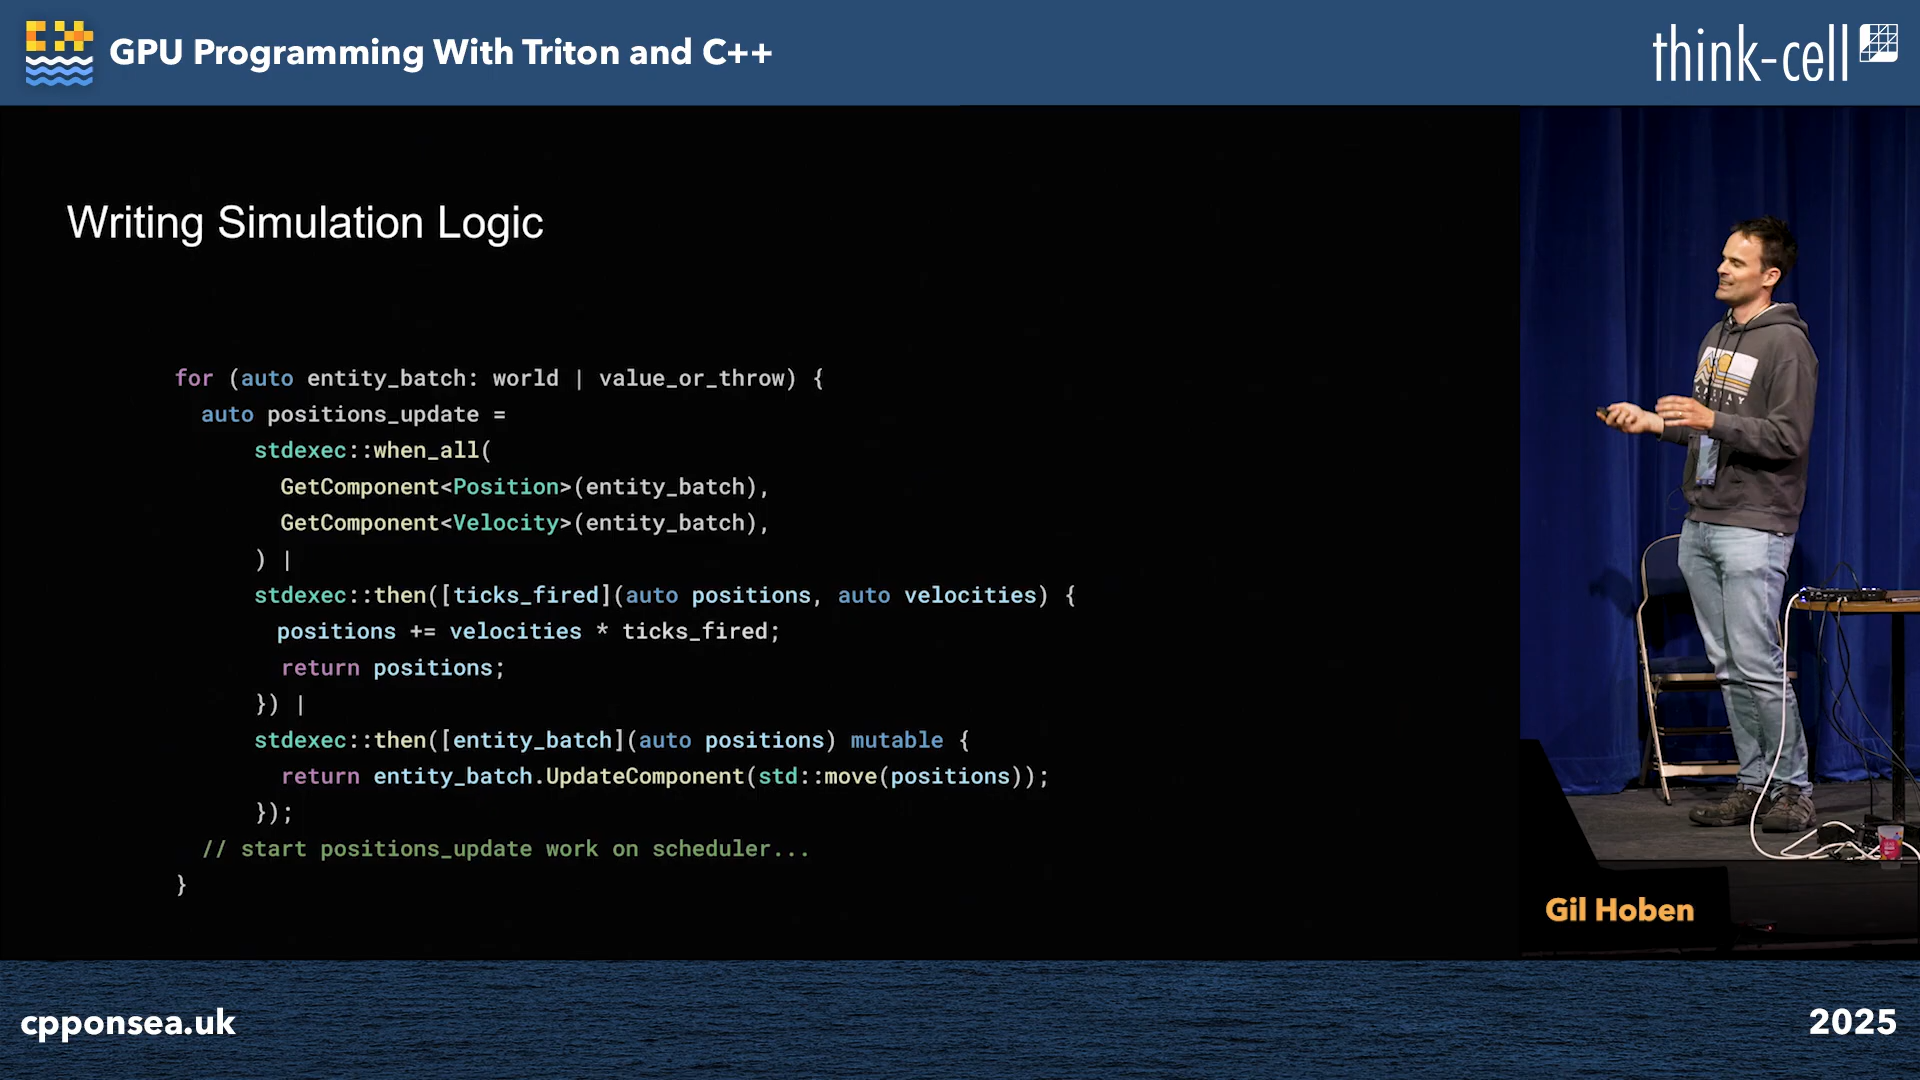 GPU Programming With Triton and C++
think-cell
Writing Simulation Logic
for (auto entity_batch: world | value_or_throw) {
auto positions_update =
stdexec::when_all(
GetComponent<Position>(entity_batch),
GetComponent<Velocity>(entity_batch),
) |
stdexec::then([ticks_fired](auto positions, auto velocities) {
positions += velocities * ticks_fired;
return positions;
}) |
stdexec::then([entity_batch](auto positions) mutable {
return entity_batch.UpdateComponent(std::move(positions));
});
// start positions_update work on scheduler...
}
Gil Hoben
cpponsea.uk
2025